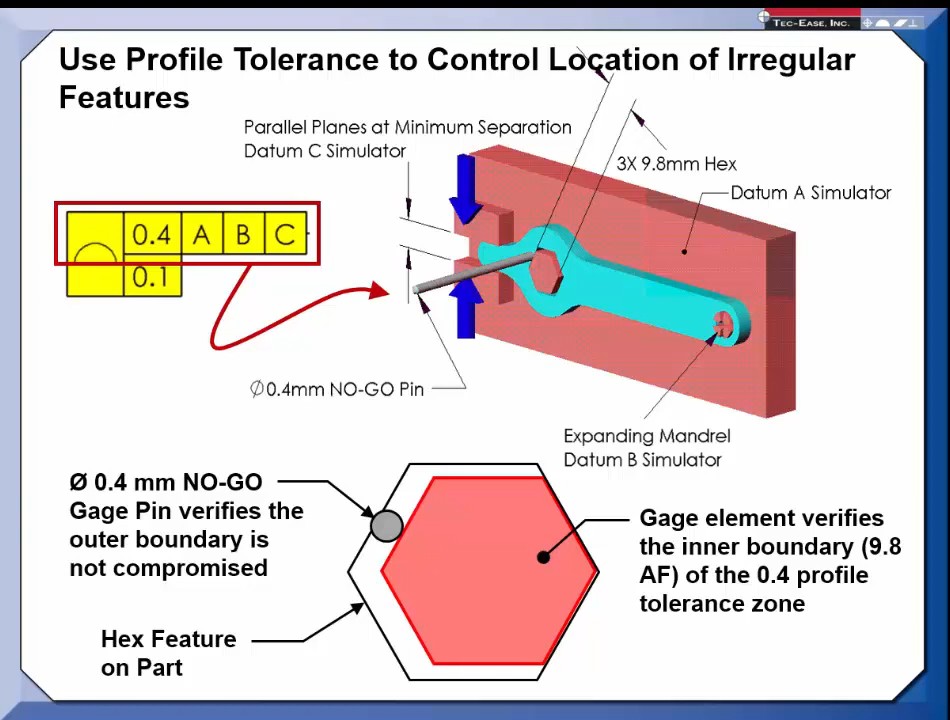 TEC-EASE, INC.
Use Profile Tolerance to Control Location of Irregular
Features
Parallel Planes at Minimum Separation
Datum C Simulator
3X 9.8mm Hex
Datum A Simulator
0.4 A B C
0.1
Ø0.4mm NO-GO Pin
Expanding Mandrel
Datum B Simulator
Ø 0.4 mm NO-GO
Gage Pin verifies the
outer boundary is
not compromised
Gage element verifies
the inner boundary (9.8
AF) of the 0.4 profile
tolerance zone
Hex Feature
on Part